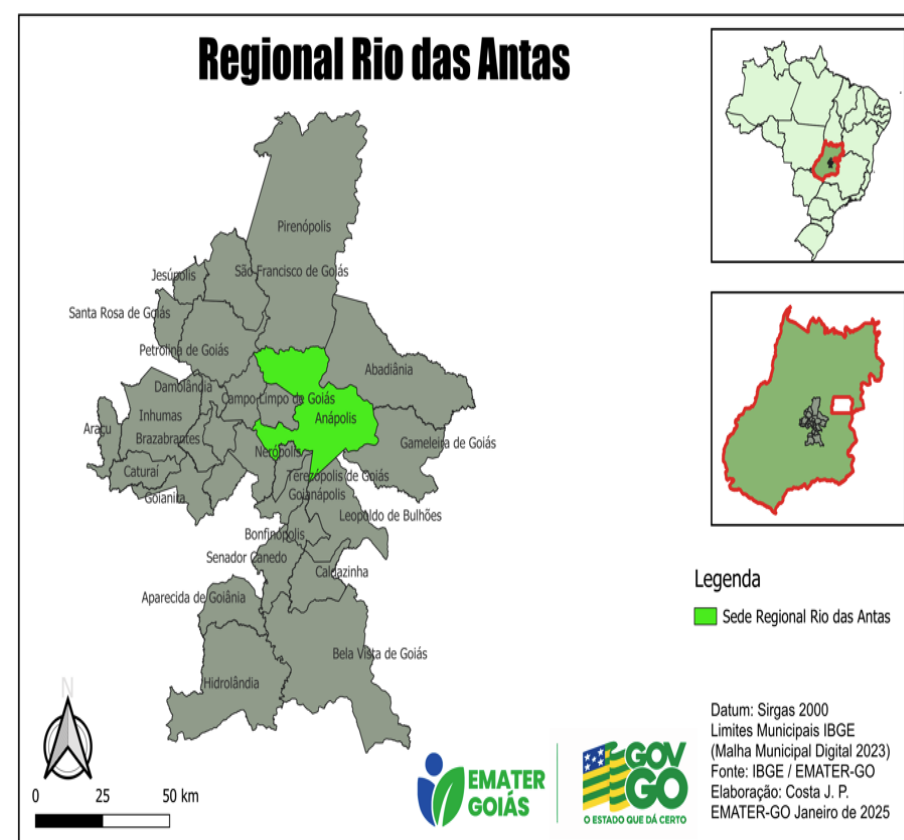 Regional Rio das Antas
Pirenópolis
Jesúpolis
São Francisco de Goiás
Santa Rosa de Goiás
Petrolina de Goiás
Abadiânia
Damolândia
Campo Limpo de Goiás
Inhumas
Anápolis
Araçu
Brazabrantes
Gameleira de Goiás
Nerópolis
Caturaí
Terezópolis de Goiás
Goianira
Goianápolis
Leopoldo de Bulhões
Bonfinópolis
Senador Canedo
Caldazinha
Aparecida de Goiânia
Bela Vista de Goiás
Hidrolândia
N
0 25 50 km
EMATER
GOIÁS
GOV
GO
O ESTADO QUE DÁ CERTO
Legenda
Sede Regional Rio das Antas
Datum: Sirgas 2000
Limites Municipais IBGE
(Malha Municipal Digital 2023)
Fonte: IBGE / EMATER-GO
Elaboração: Costa J. P.
EMATER-GO Janeiro de 2025